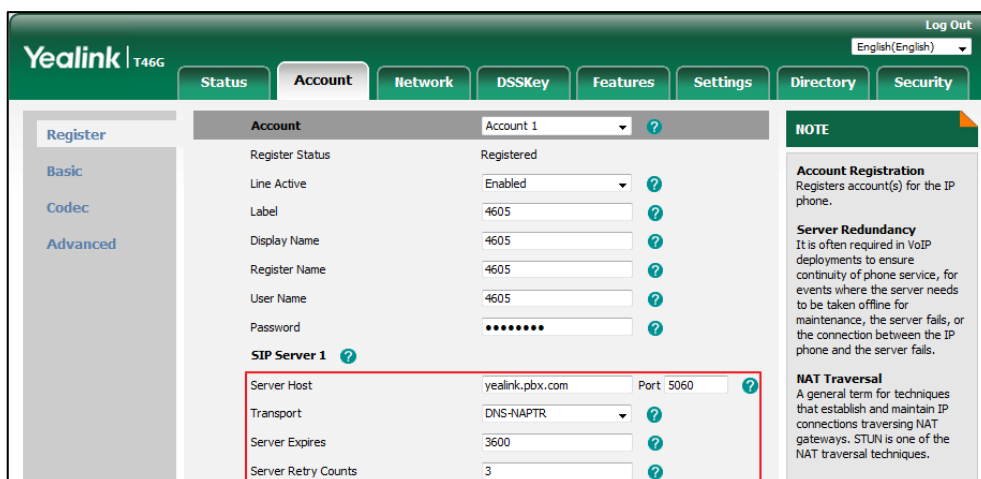 Log Out
Yealink T46G
English(English)
Status Account Network DSSKey Features Settings Directory Security
Register
Basic
Codec
Advanced
Account Account 1 ?
Register Status Registered
Line Active Enabled ?
Label 4605 ?
Display Name 4605 ?
Register Name 4605 ?
User Name 4605 ?
Password •••••••• ?
SIP Server 1 ?
Server Host yealink.pbx.com Port 5060 ?
Transport DNS-NAPTR ?
Server Expires 3600 ?
Server Retry Counts 3 ?
NOTE
Account Registration
Registers account(s) for the IP
phone.
Server Redundancy
It is often required in VoIP
deployments to ensure
continuity of phone service, for
events where the server needs
to be taken offline for
maintenance, the server fails, or
the connection between the IP
phone and the server fails.
NAT Traversal
A general term for techniques
that establish and maintain IP
connections traversing NAT
gateways. STUN is one of the
NAT traversal techniques.